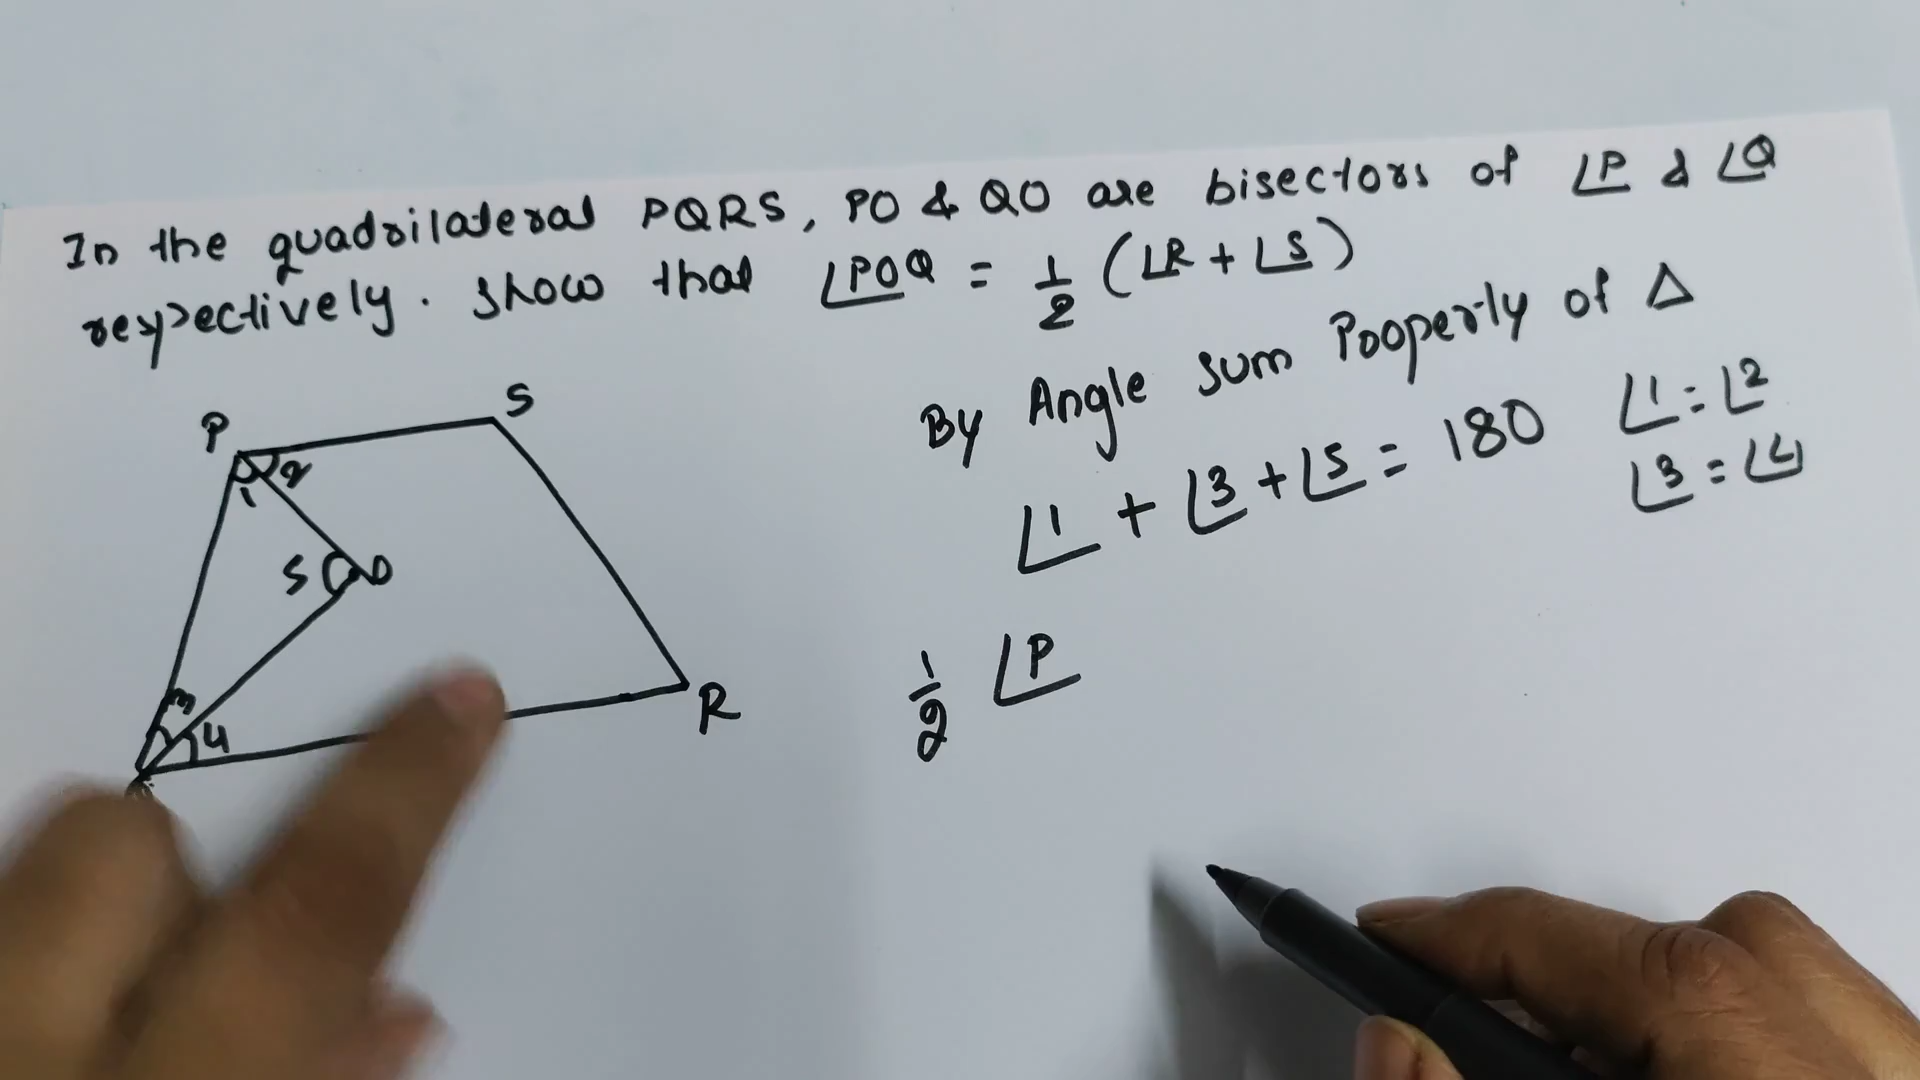 In the quadrilateral PQRS, PO & QO are bisectors of ∠P & ∠Q
respectively. Show that ∠POQ = 1/2 (∠R + ∠S)
By Angle Sum Pooperty of Δ
∠1 + ∠3 + ∠5 = 180
∠1 = ∠2
∠3 = ∠4
1/2 ∠P
P
S
2
1
5
O
3
4
R